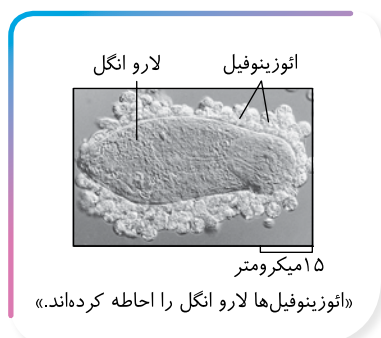 ائوزینوفیل
لارو انگل
۱۵میکرومتر
«ائوزینوفیل‌ها لارو انگل را احاطه کرده‌اند.»